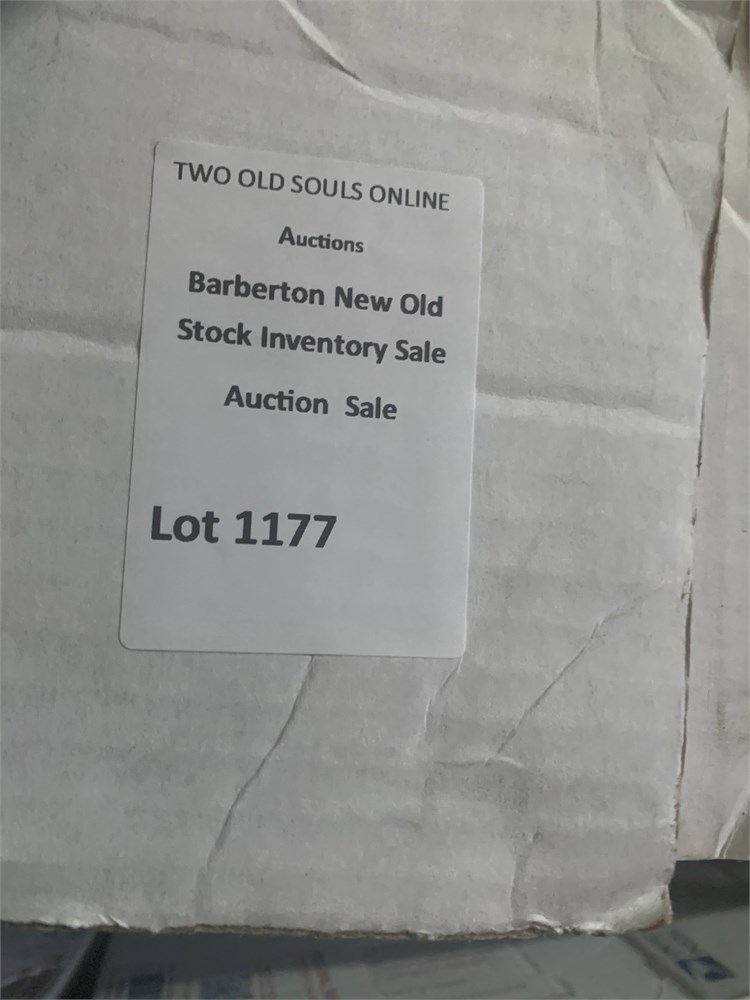 TWO OLD SOULS ONLINE
Auctions
Barberton New Old
Stock Inventory Sale
Auction Sale
Lot 1177